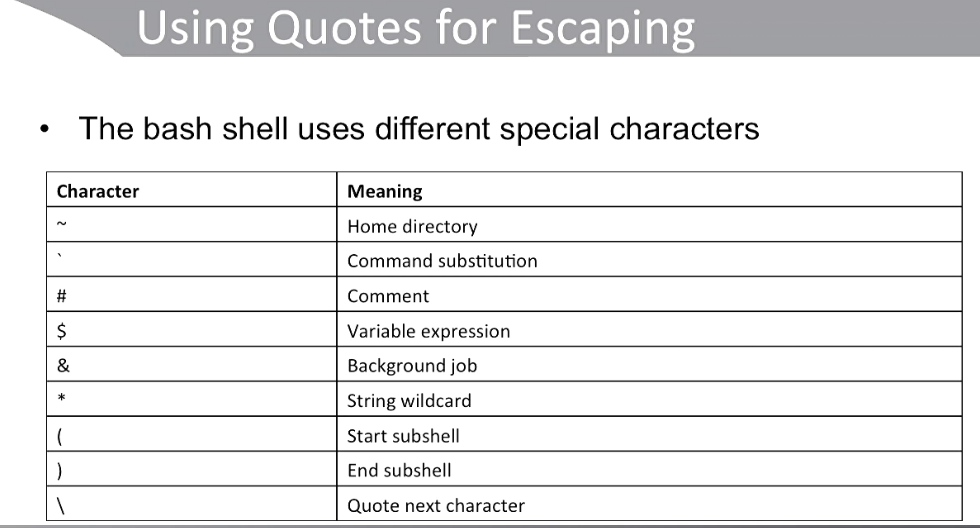 Using Quotes for Escaping
• The bash shell uses different special characters
Character Meaning
~ Home directory
` Command substitution
# Comment
$ Variable expression
& Background job
* String wildcard
( Start subshell
) End subshell
\ Quote next character